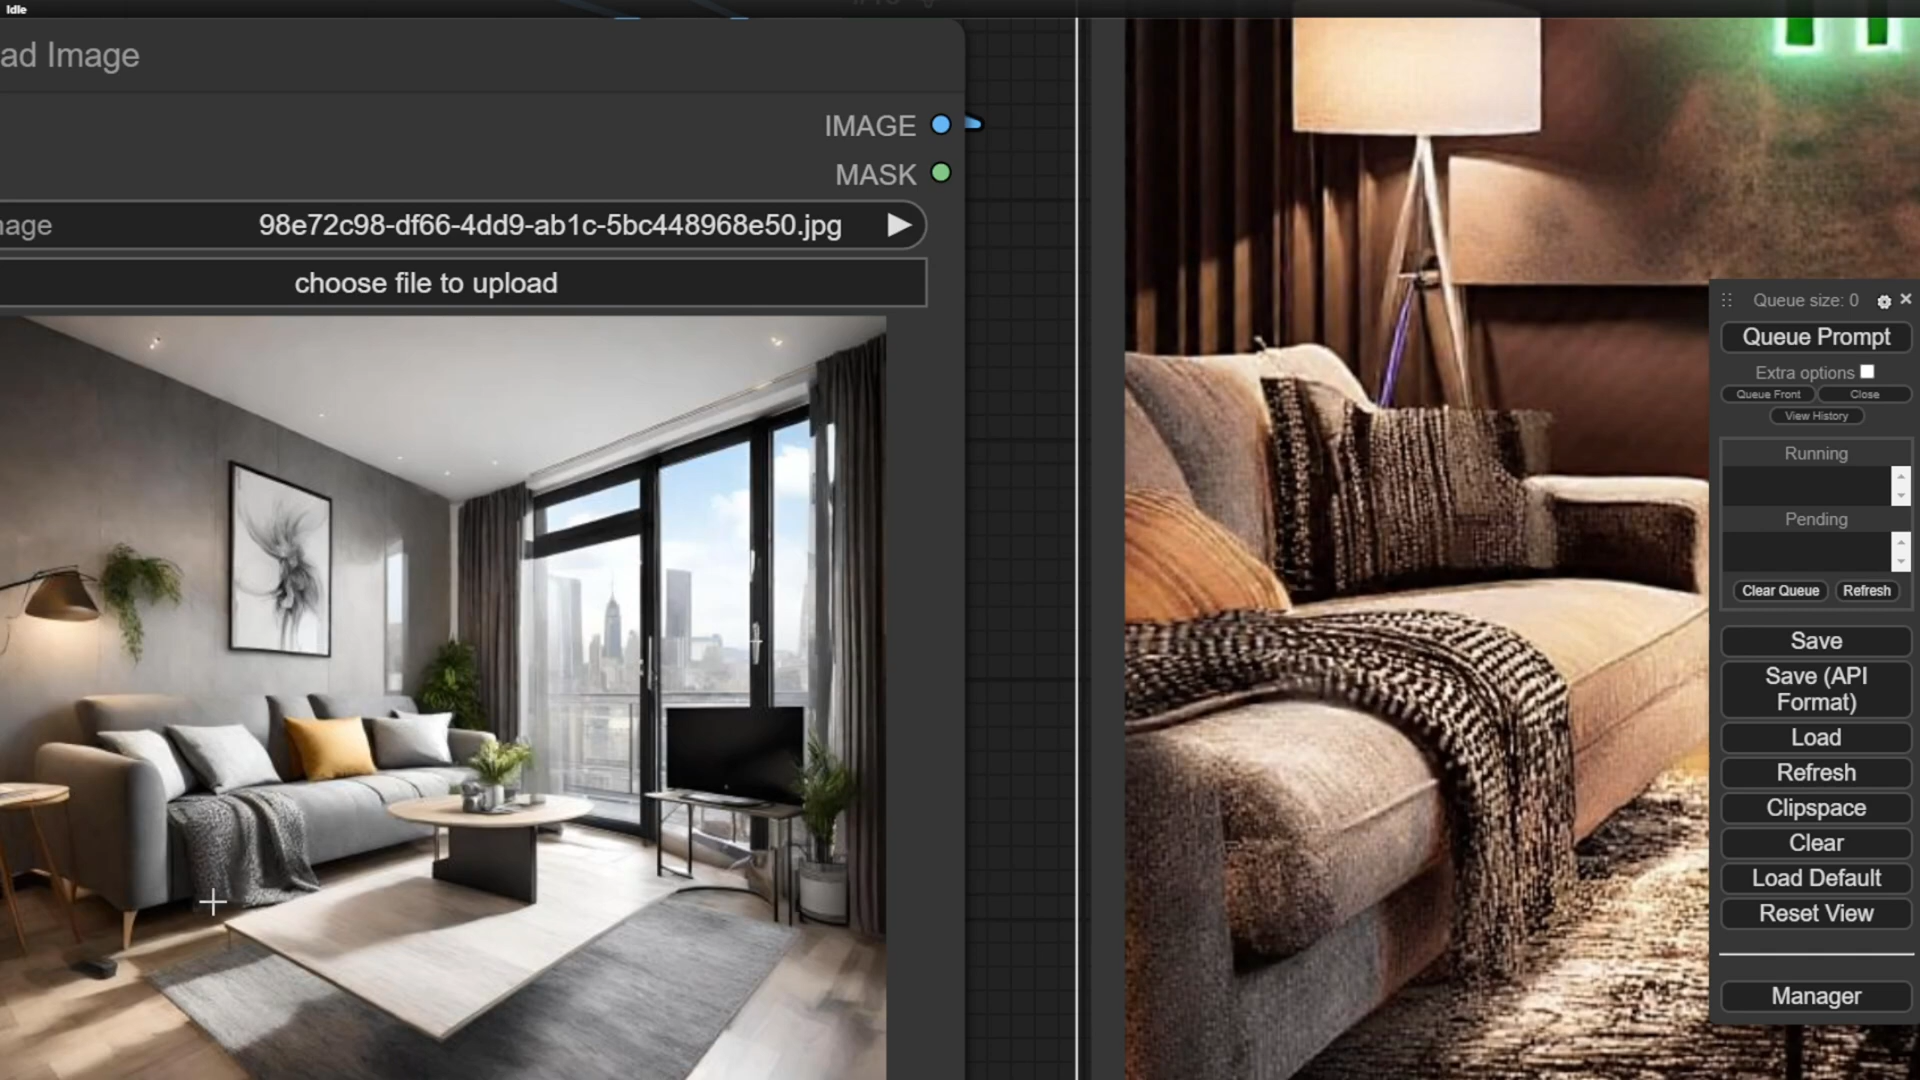 Idle
ad Image
IMAGE
MASK
mage
98e72c98-df66-4dd9-ab1c-5bc448968e50.jpg
choose file to upload
Queue size: 0
Queue Prompt
Extra options
Queue Front
Close
View History
Running
Pending
Clear Queue
Refresh
Save
Save (API
Format)
Load
Refresh
Clipspace
Clear
Load Default
Reset View
Manager